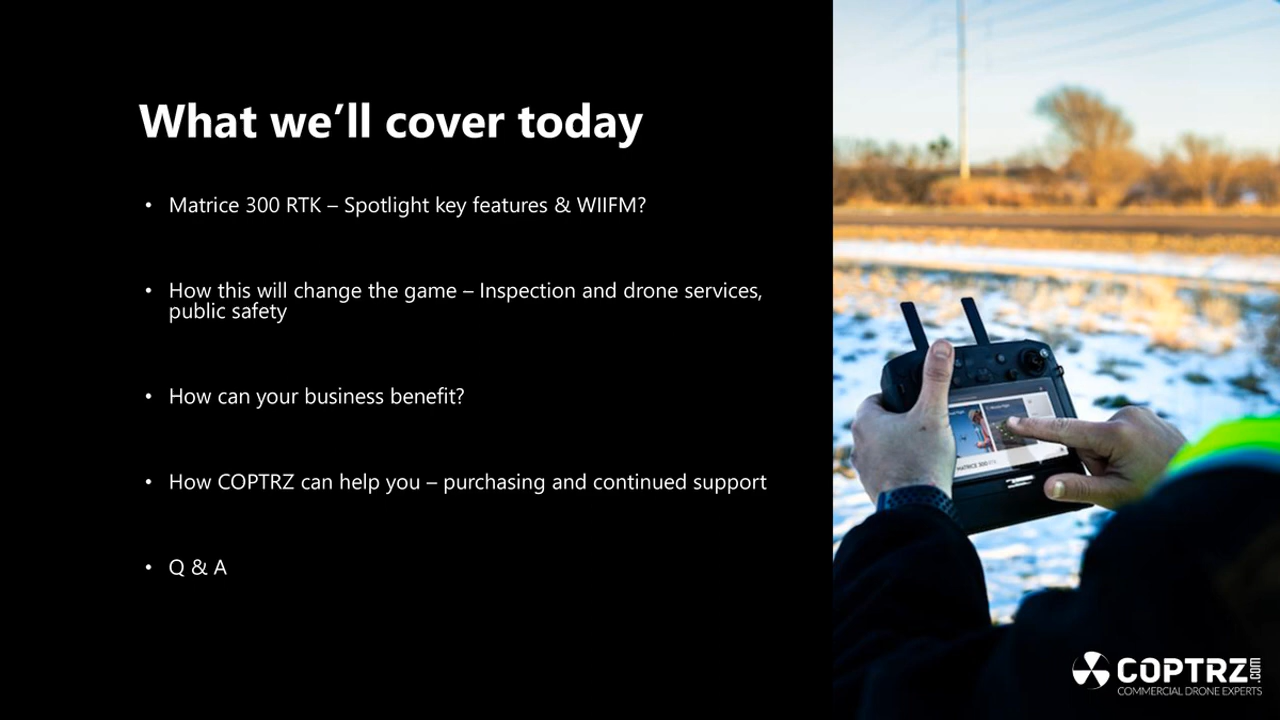 What we’ll cover today
• Matrice 300 RTK – Spotlight key features & WIIFM?
• How this will change the game – Inspection and drone services,
public safety
• How can your business benefit?
• How COPTRZ can help you – purchasing and continued support
• Q & A
MATRICE 300
COPTRZ.com
COMMERCIAL DRONE EXPERTS